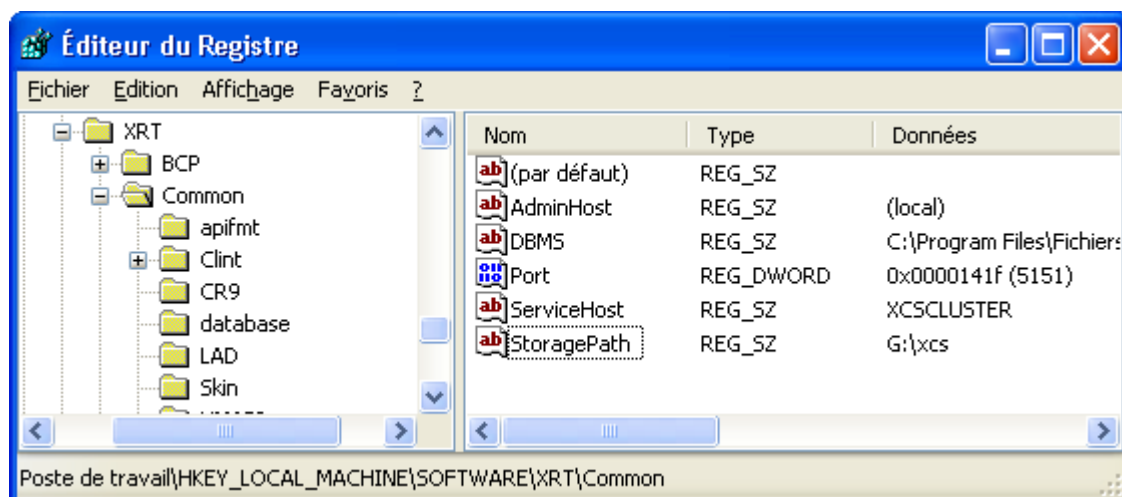 Éditeur du Registre
Fichier Edition Affichage Favoris ?
XRT
BCP
Common
apifmt
Clint
CR9
database
LAD
Skin
Nom Type Données
(par défaut) REG_SZ
AdminHost REG_SZ (local)
DBMS REG_SZ C:\Program Files\Fichiers
Port REG_DWORD 0x0000141f (5151)
ServiceHost REG_SZ XCSCLUSTER
StoragePath REG_SZ G:\xcs
Poste de travail\HKEY_LOCAL_MACHINE\SOFTWARE\XRT\Common